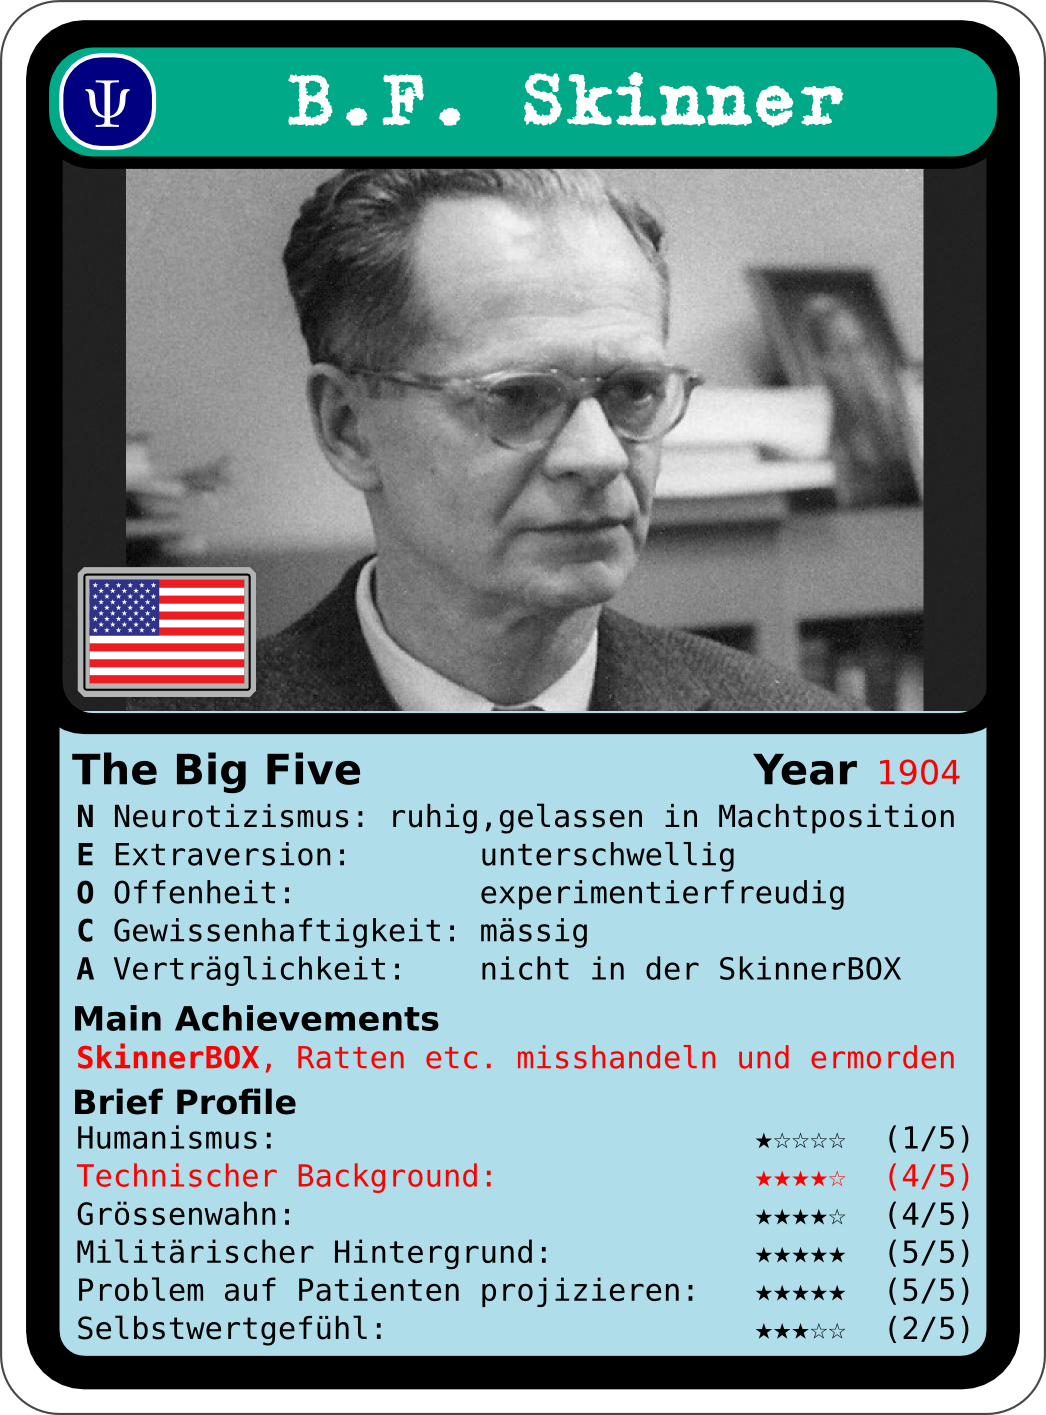 Ψ B.F. Skinner
The Big Five Year 1904
N Neurotizismus: ruhig,gelassen in Machtposition
E Extraversion: unterschwellig
O Offenheit: experimentierfreudig
C Gewissenhaftigkeit: mässig
A Verträglichkeit: nicht in der SkinnerBOX
Main Achievements
SkinnerBOX, Ratten etc. misshandeln und ermorden
Brief Profile
Humanismus: ★☆☆☆☆ (1/5)
Technischer Background: ★★★★☆ (4/5)
Grössenwahn: ★★★★☆ (4/5)
Militärischer Hintergrund: ★★★★★ (5/5)
Problem auf Patienten projizieren: ★★★★★ (5/5)
Selbstwertgefühl: ★★★☆☆ (2/5)